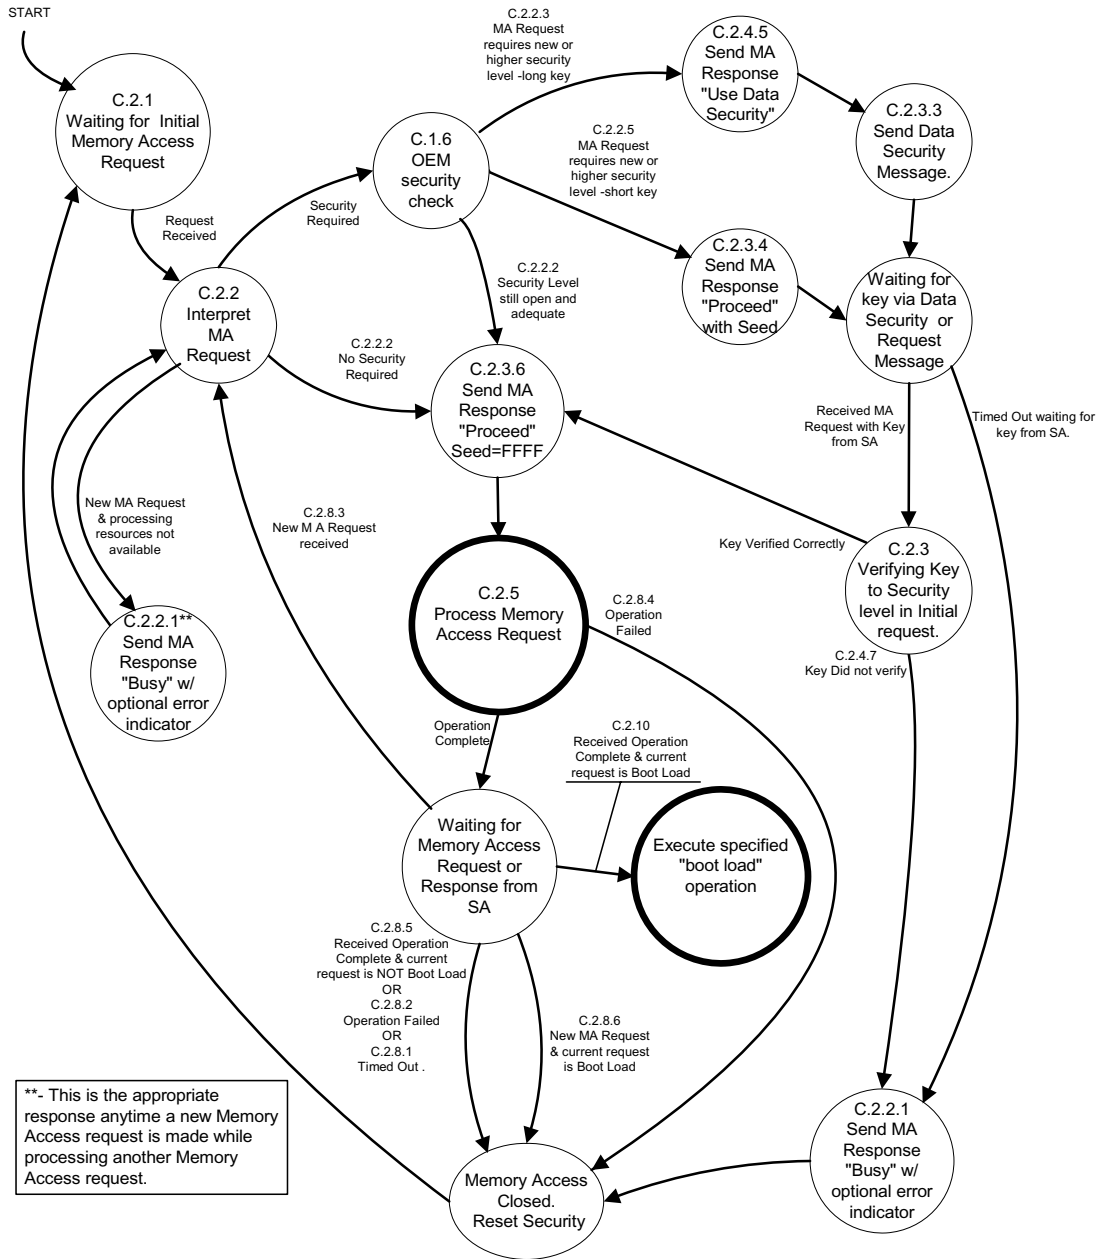 START
C.2.1
Waiting for Initial
Memory Access
Request
Request
Received
C.2.2
Interpret
MA
Request
Security
Required
C.1.6
OEM
security
check
C.2.2.3
MA Request
requires new or
higher security
level -long key
C.2.4.5
Send MA
Response
"Use Data
Security"
C.2.3.3
Send Data
Security
Message.
C.2.2.5
MA Request
requires new or
higher security
level -short key
C.2.3.4
Send MA
Response
"Proceed"
with Seed
Waiting for
key via Data
Security or
Request
Message
C.2.2.2
Security Level
still open and
adequate
C.2.2.2
No Security
Required
C.2.3.6
Send MA
Response
"Proceed"
Seed=FFFF
Received MA
Request with Key
from SA
Timed Out waiting for
key from SA.
New MA Request
& processing
resources not
available
C.2.8.3
New M A Request
received
Key Verified Correctly
C.2.3
Verifying Key
to Security
level in Initial
request.
C.2.5
Process Memory
Access Request
C.2.8.4
Operation
Failed
C.2.2.1**
Send MA
Response
"Busy" w/
optional error
indicator
C.2.4.7
Key Did not verify
Operation
Complete
C.2.10
Received Operation
Complete & current
request is Boot Load
Waiting for
Memory Access
Request or
Response from
SA
Execute specified
"boot load"
operation
C.2.8.5
Received Operation
Complete & current
request is NOT Boot Load
OR
C.2.8.2
Operation Failed
OR
C.2.8.1
Timed Out .
C.2.8.6
New MA Request
& current request
is Boot Load
**- This is the appropriate
response anytime a new Memory
Access request is made while
processing another Memory
Access request.
Memory Access
Closed.
Reset Security
C.2.2.1
Send MA
Response
"Busy" w/
optional error
indicator